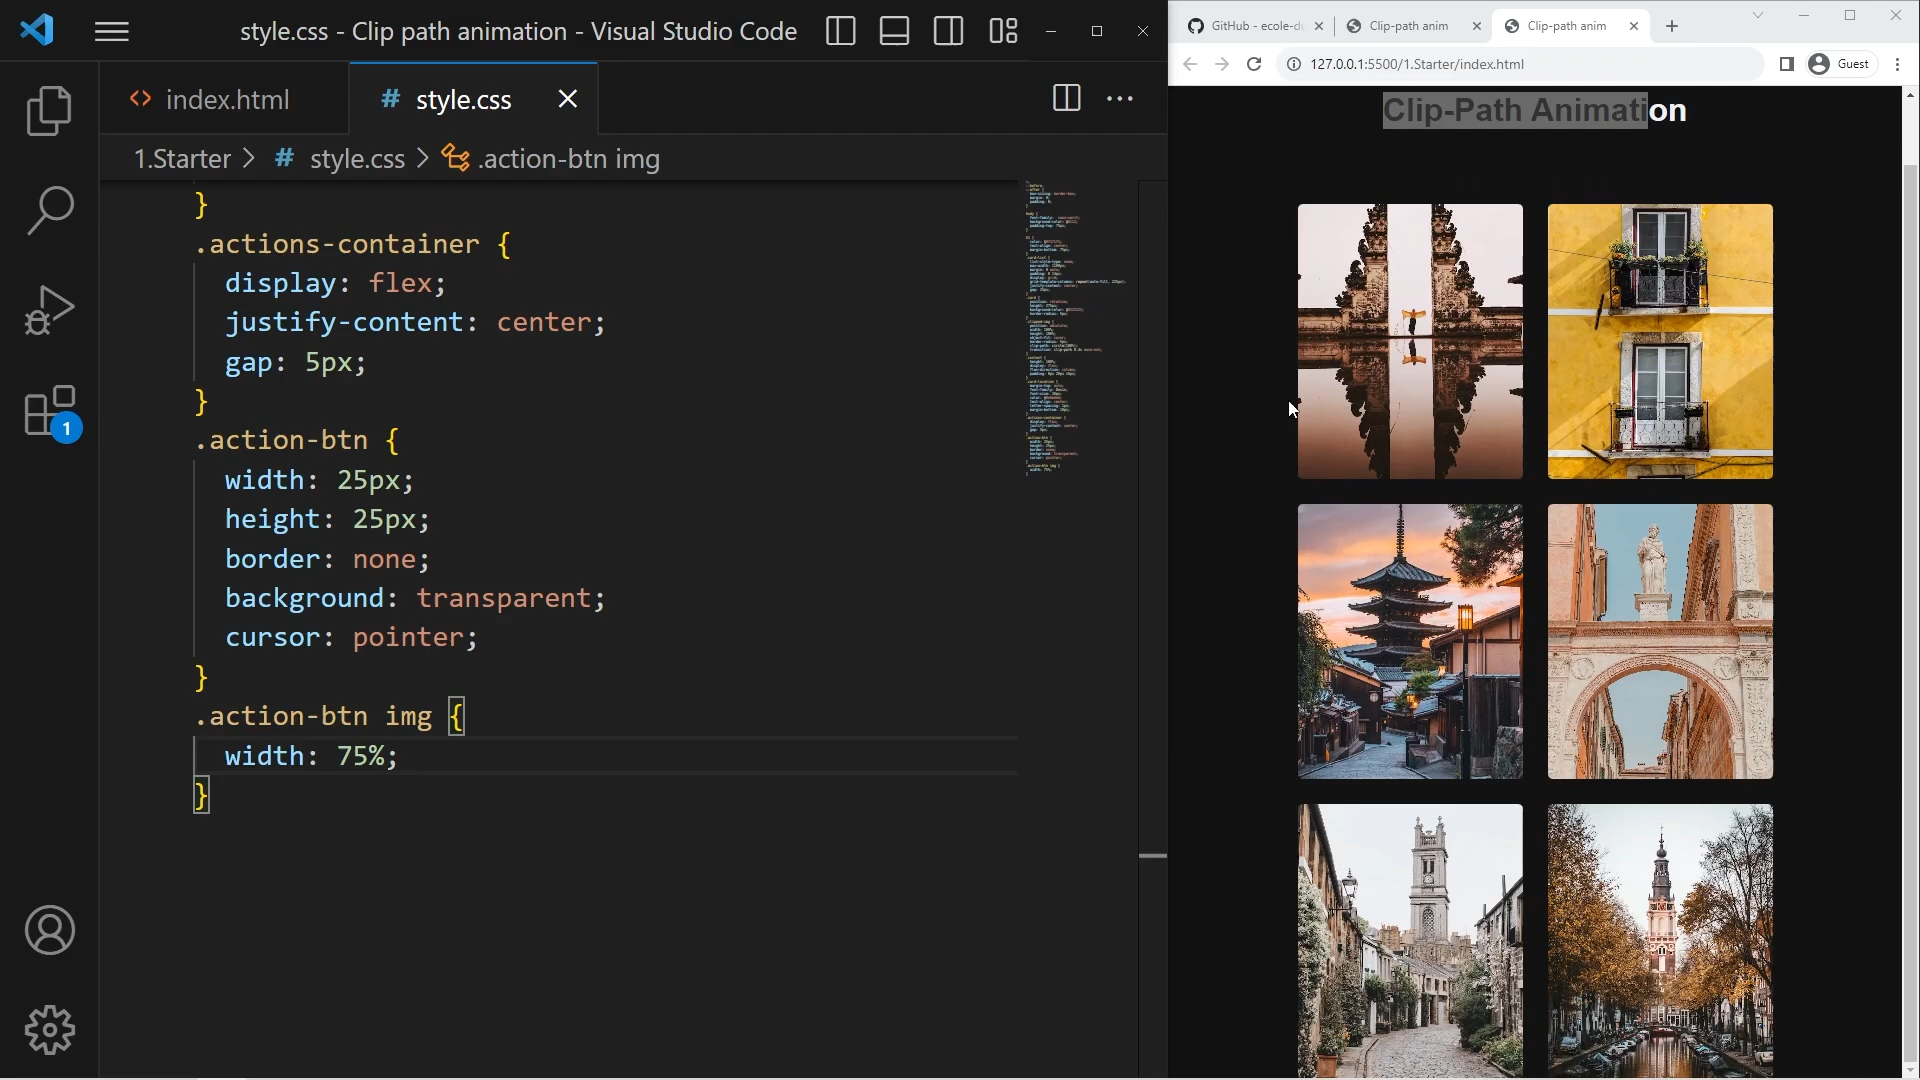 style.css - Clip path animation - Visual Studio Code
index.html
# style.css
1.Starter > # style.css > .action-btn img
}
.actions-container {
display: flex;
justify-content: center;
gap: 5px;
}
.action-btn {
width: 25px;
height: 25px;
border: none;
background: transparent;
cursor: pointer;
}
.action-btn img {
width: 75%;
}
1
GitHub - ecole-du
Clip-path anim
Clip-path anim
127.0.0.1:5500/1.Starter/index.html
Guest
Clip-Path Animation